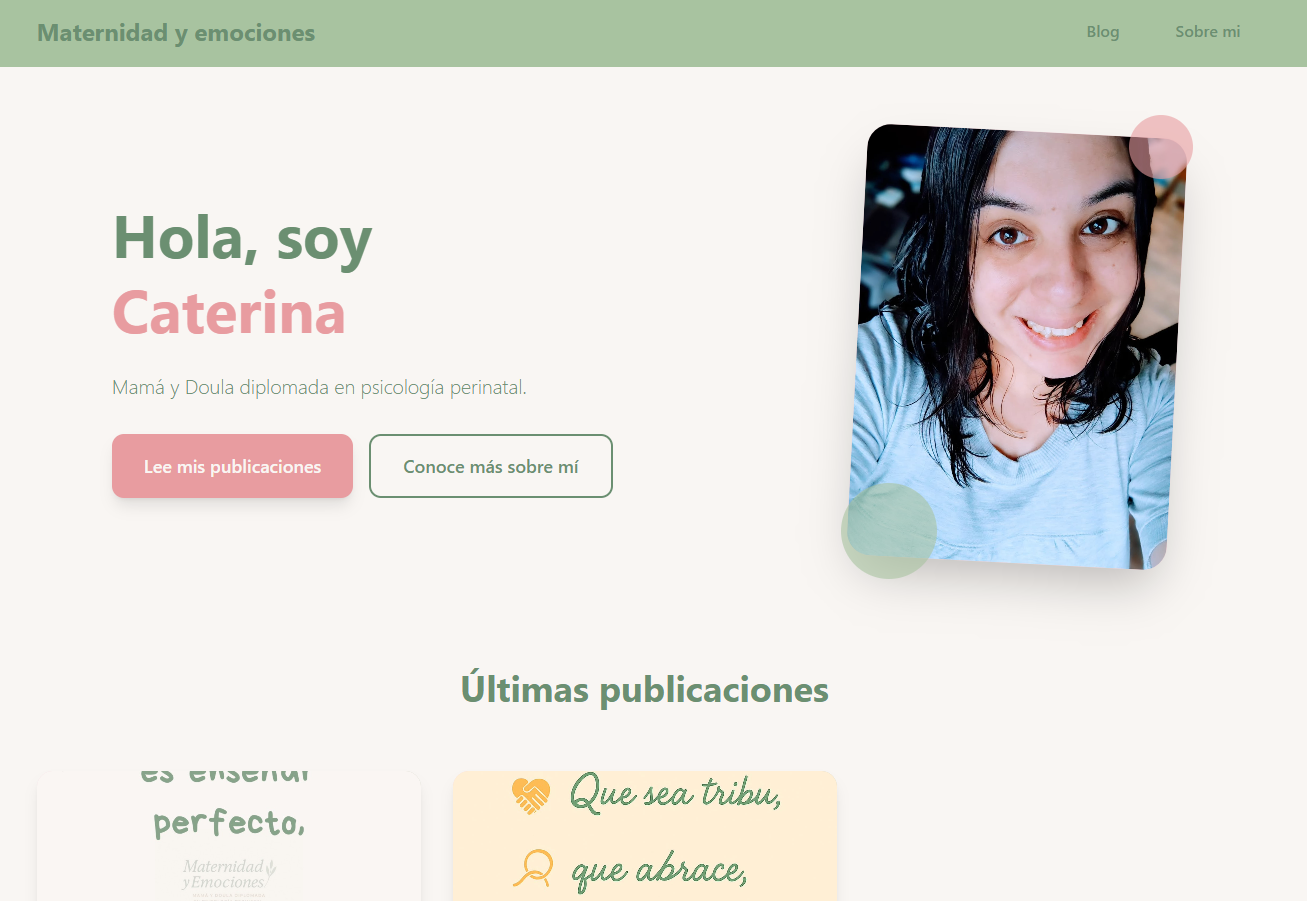 Maternidad y emociones
Blog
Sobre mi
Hola, soy
Caterina
Mamá y Doula diplomada en psicología perinatal.
Lee mis publicaciones
Conoce más sobre mí
Últimas publicaciones
es enseñar
perfecto,
Maternidad
yEmociones
Que sea tribu,
que abrace,